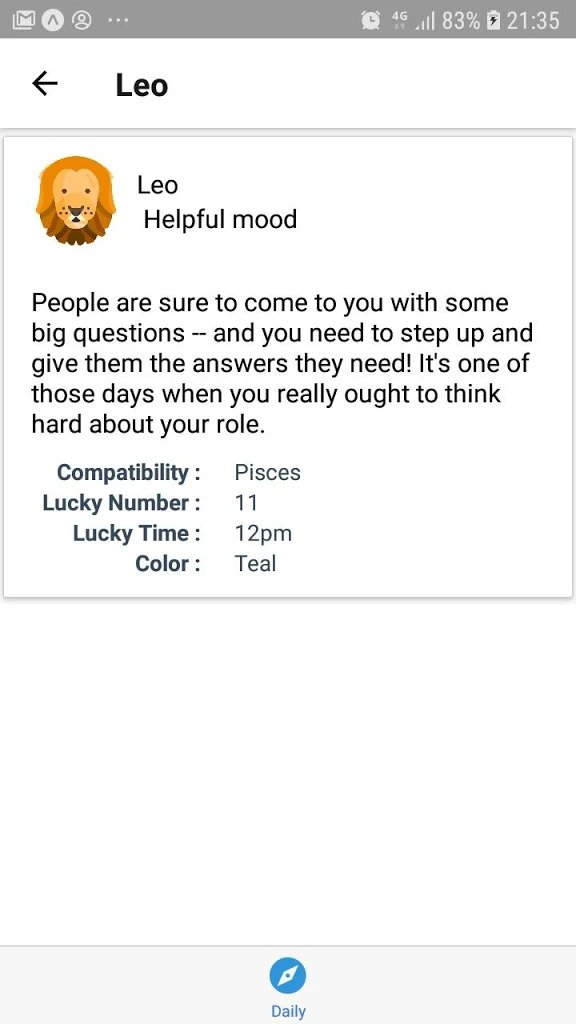 4G 83% 21:35
Leo
Leo
Helpful mood
People are sure to come to you with some
big questions -- and you need to step up and
give them the answers they need! It's one of
those days when you really ought to think
hard about your role.
Compatibility : Pisces
Lucky Number : 11
Lucky Time : 12pm
Color : Teal
Daily